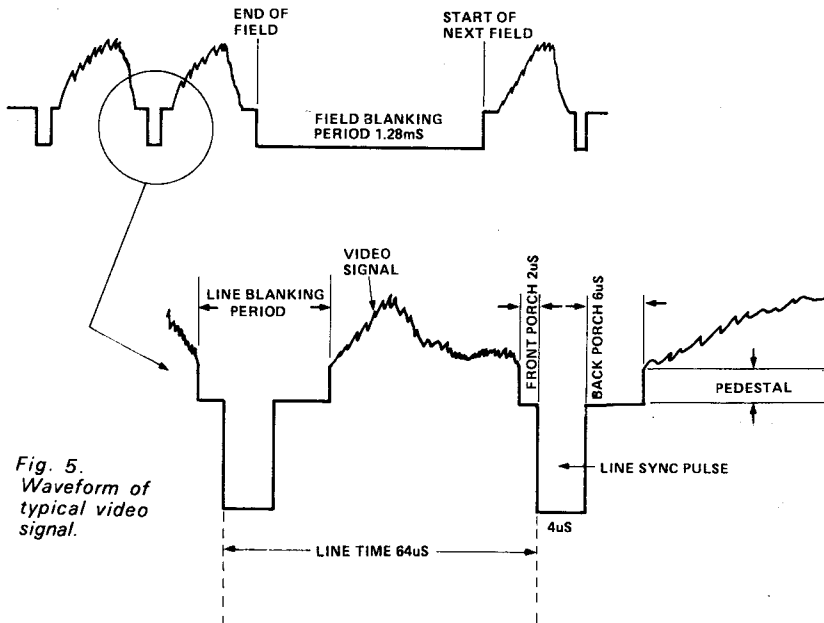 END OF
FIELD
START OF
NEXT FIELD
FIELD BLANKING
PERIOD 1.28mS
VIDEO
SIGNAL
LINE BLANKING
PERIOD
FRONT PORCH 2uS
BACK PORCH 6uS
PEDESTAL
LINE SYNC PULSE
4uS
LINE TIME 64uS
Fig. 5.
Waveform of
typical video
signal.